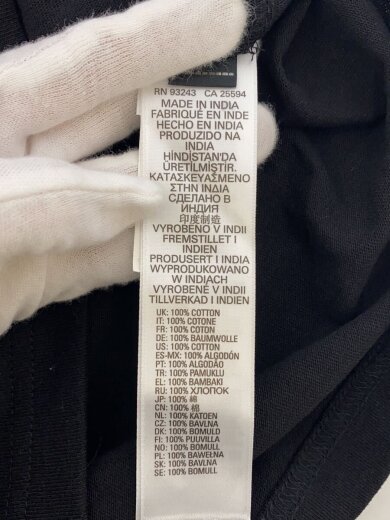 RN 93243 CA 25594
MADE IN INDIA
FABRIQUÉ EN INDE
HECHO EN INDIA
PRODUZIDO NA
INDIA
HİNDİSTAN'DA
ÜRETİLMİŞTİR.
ΚΑΤΑΣΚΕΥΑΣΜΕΝΟ
ΣΤΗΝ ΙΝΔΙΑ
СДЕЛАНО В
ИНДИЯ
印度制造
VYROBENO V INDII
FREMSTILLET I
INDIEN
PRODUSERT I INDIA
WYPRODUKOWANO
W INDIACH
VYROBENÉ V INDII
TILLVERKAD I INDIEN
UK: 100% COTTON
IT: 100% COTONE
FR: 100% COTON
DE: 100% BAUMWOLLE
US: 100% COTTON
ES-MX: 100% ALGODÓN
PT: 100% ALGODÃO
TR: 100% PAMUKLU
EL: 100% ΒΑΜΒΑΚΙ
RU: 100% ХЛОПОК
JP: 100% 綿
CN: 100% 棉
NL: 100% KATOEN
CZ: 100% BAVLNA
DK: 100% BOMULD
FI: 100% PUUVILLA
NO: 100% BOMULL
PL: 100% BAWEŁNA
SK: 100% BAVLNA
SE: 100% BOMULL